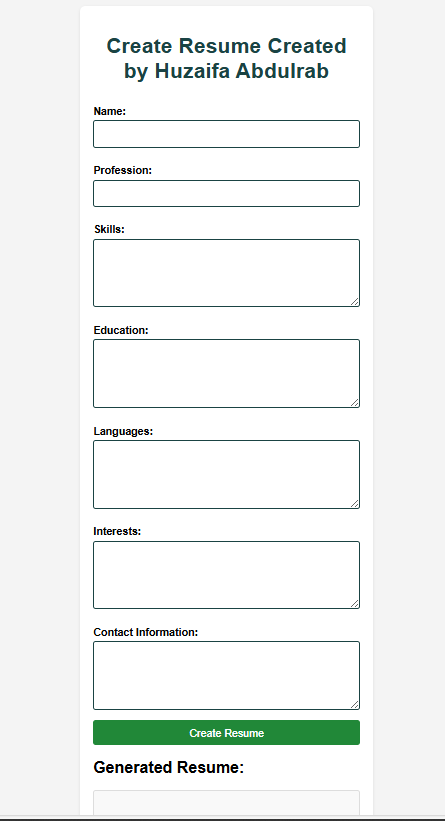 Create Resume Created
by Huzaifa Abdulrab
Name:
Profession:
Skills:
Education:
Languages:
Interests:
Contact Information:
Create Resume
Generated Resume: